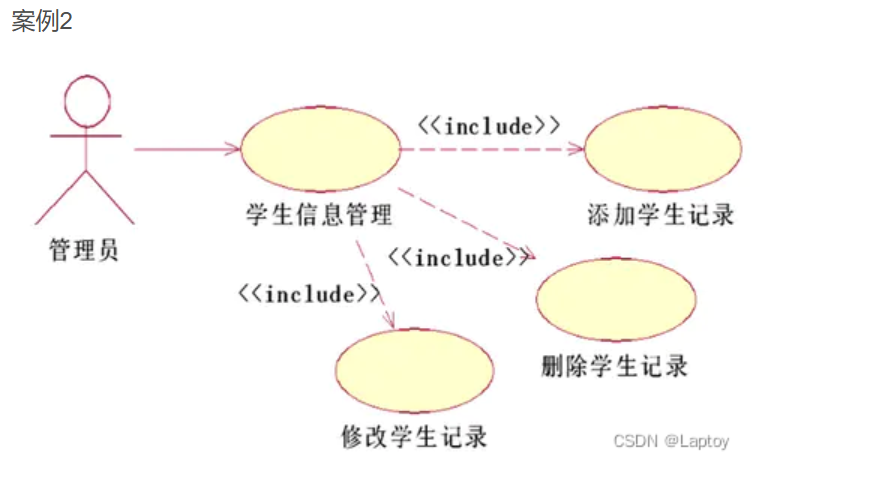 案例2
<<include>>
学生信息管理
添加学生记录
管理员
<<include>>
<<include>>
删除学生记录
修改学生记录
CSDN @Laptoy